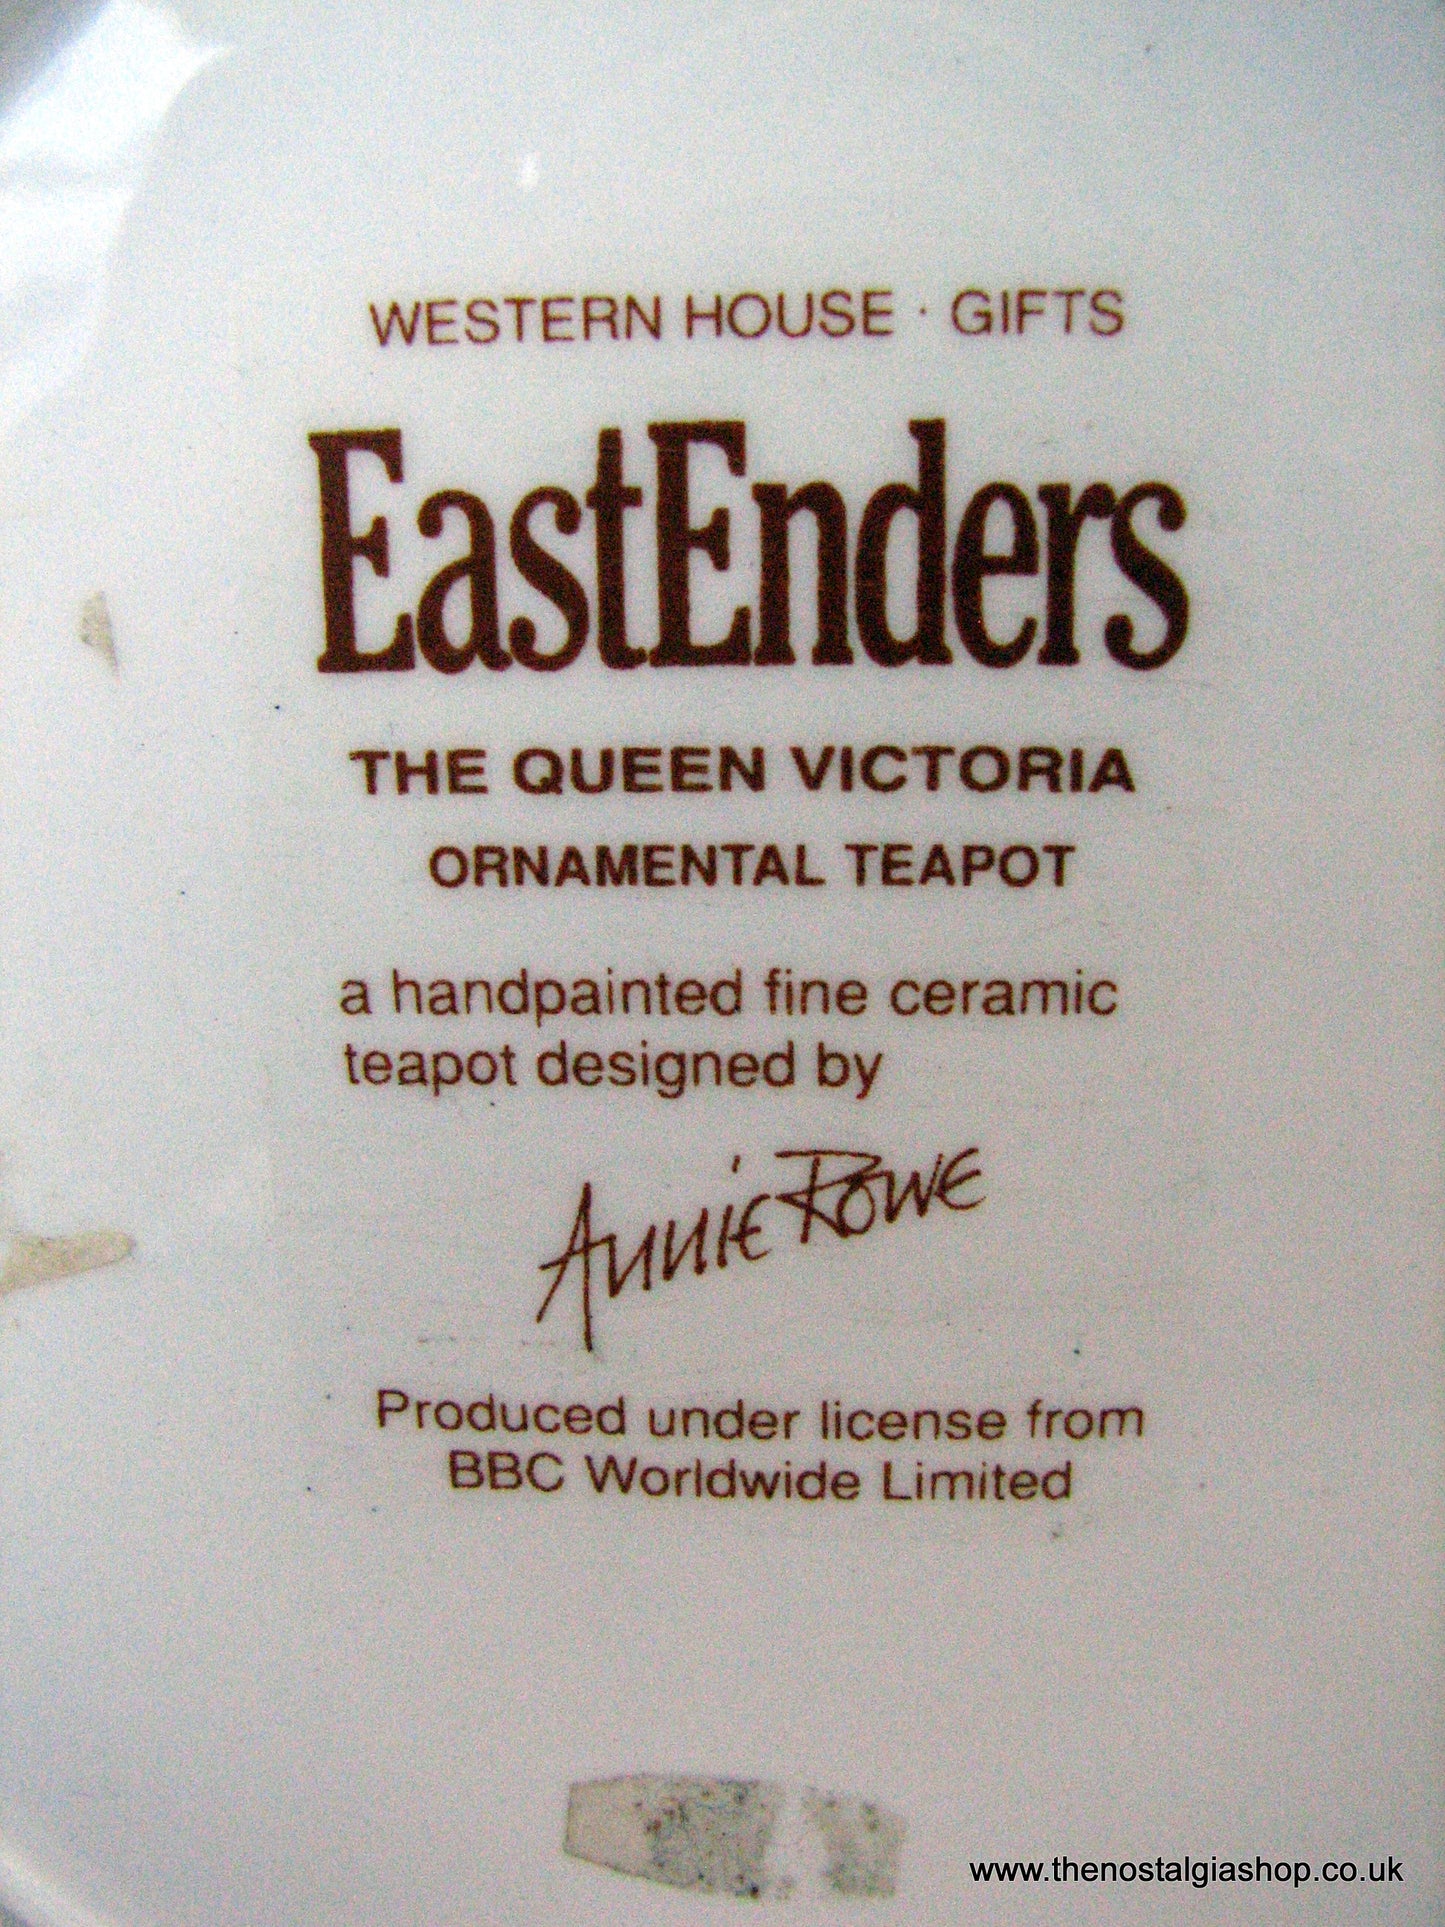 WESTERN HOUSE · GIFTS
EastEnders
THE QUEEN VICTORIA
ORNAMENTAL TEAPOT
a handpainted fine ceramic
teapot designed by
ANNIE ROWE
Produced under license from
BBC Worldwide Limited
www.thenostalgiashop.co.uk